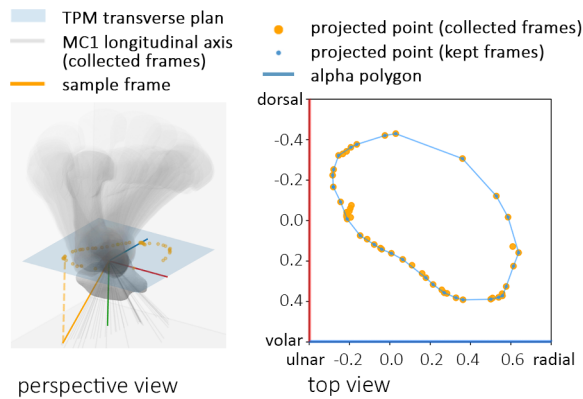 TPM transverse plan
MC1 longitudinal axis
(collected frames)
sample frame
projected point (collected frames)
projected point (kept frames)
alpha polygon
dorsal
-0.4
-0.2
0.0
0.2
0.4
volar
ulnar -0.2 0.0 0.2 0.4 0.6 radial
perspective view
top view